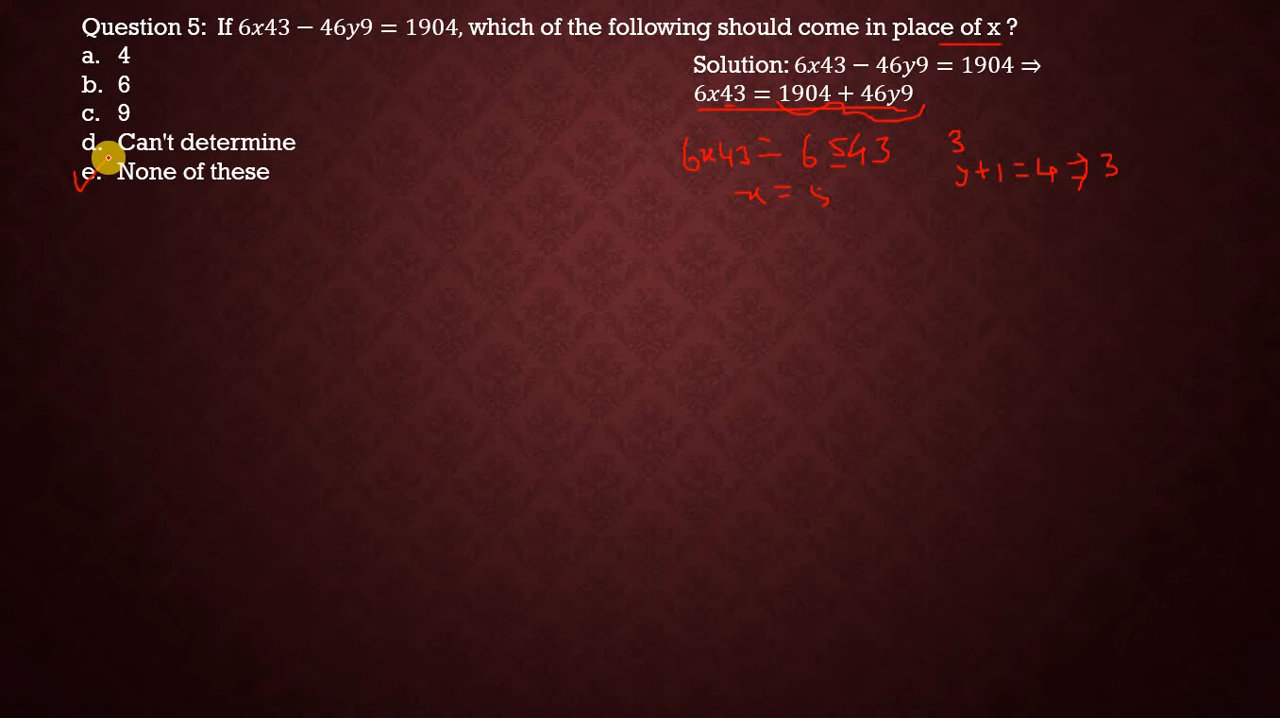 Question 5: If 6x43 − 46y9 = 1904, which of the following should come in place of x ?
a. 4
b. 6
c. 9
d. Can't determine
e. None of these
Solution: 6x43 − 46y9 = 1904 ⇒
6x43 = 1904 + 46y9
6x43 = 6543
x = 5
3
y+1 = 4 ⇒ 3